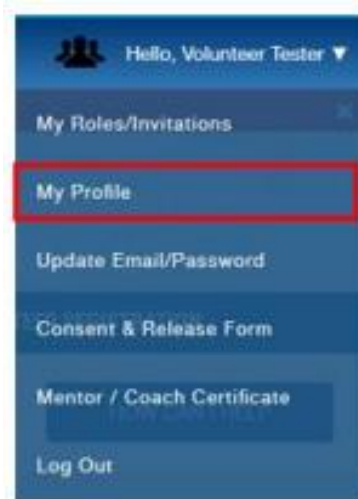 Hello, Volunteer Tester ▼
My Roles/Invitations
My Profile
Update Email/Password
Consent & Release Form
Mentor / Coach Certificate
Log Out